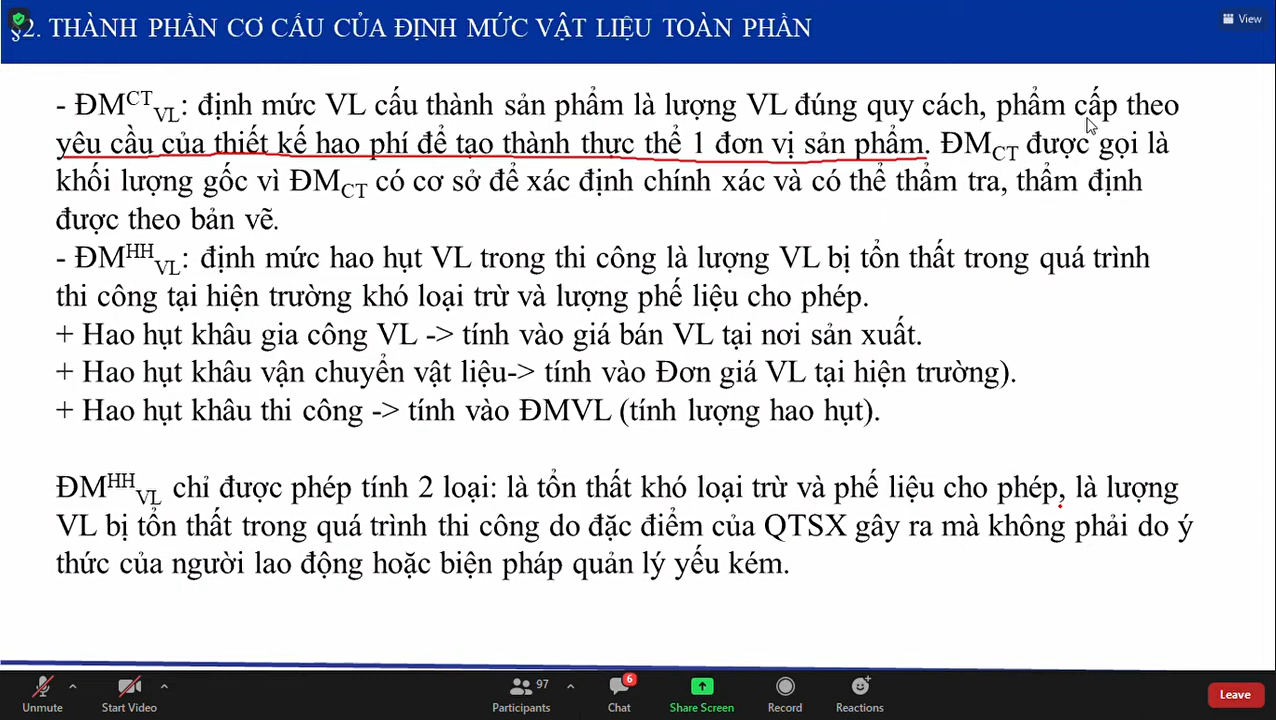 §2. THÀNH PHẦN CƠ CẤU CỦA ĐỊNH MỨC VẬT LIỆU TOÀN PHẦN
View
- ĐM^CT_VL: định mức VL cấu thành sản phẩm là lượng VL đúng quy cách, phẩm cấp theo
yêu cầu của thiết kế hao phí để tạo thành thực thể 1 đơn vị sản phẩm. ĐM_CT được gọi là
khối lượng gốc vì ĐM_CT có cơ sở để xác định chính xác và có thể thẩm tra, thẩm định
được theo bản vẽ.
- ĐM^HH_VL: định mức hao hụt VL trong thi công là lượng VL bị tổn thất trong quá trình
thi công tại hiện trường khó loại trừ và lượng phế liệu cho phép.
+ Hao hụt khâu gia công VL -> tính vào giá bán VL tại nơi sản xuất.
+ Hao hụt khâu vận chuyển vật liệu-> tính vào Đơn giá VL tại hiện trường).
+ Hao hụt khâu thi công -> tính vào ĐMVL (tính lượng hao hụt).
ĐM^HH_VL chỉ được phép tính 2 loại: là tổn thất khó loại trừ và phế liệu cho phép, là lượng
VL bị tổn thất trong quá trình thi công do đặc điểm của QTSX gây ra mà không phải do ý
thức của người lao động hoặc biện pháp quản lý yếu kém.
97
6
Unmute
Start Video
Participants
Chat
Share Screen
Record
Reactions
Leave